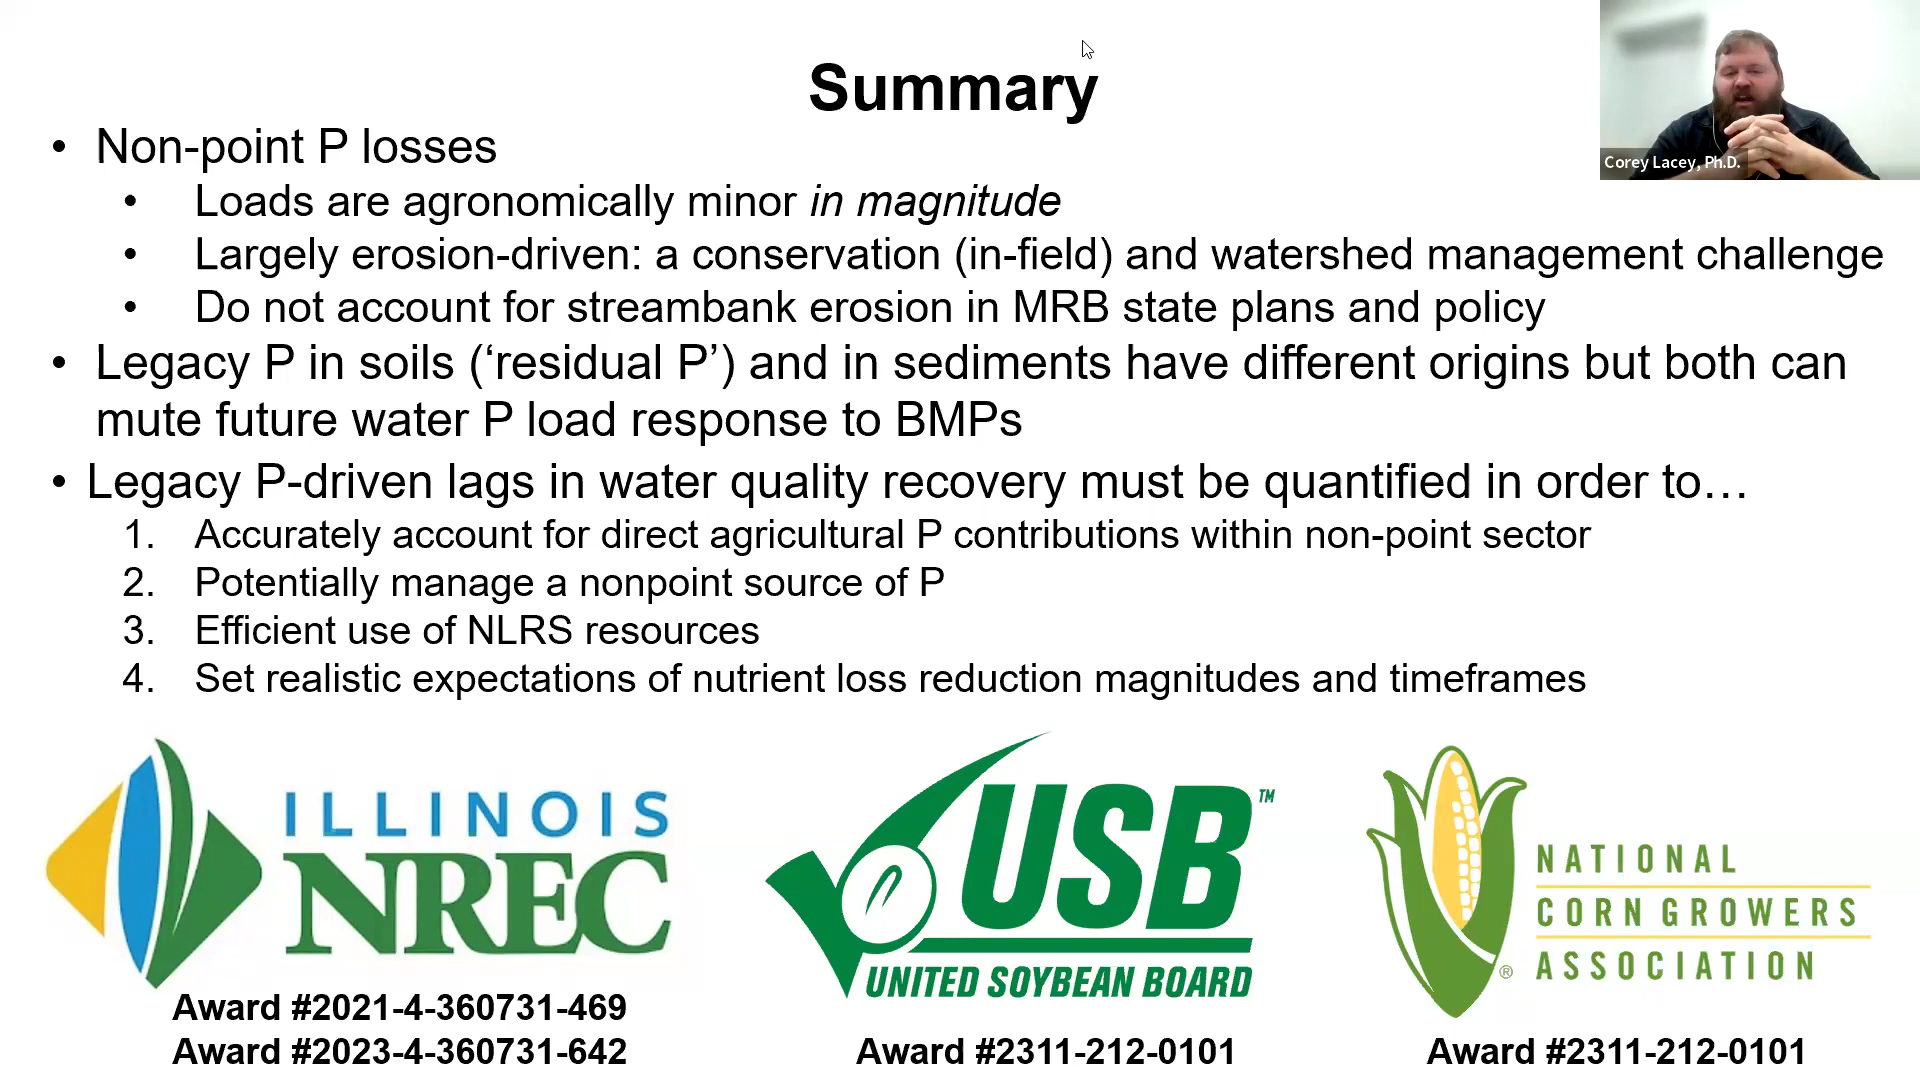 Summary
• Non-point P losses
• Loads are agronomically minor in magnitude
• Largely erosion-driven: a conservation (in-field) and watershed management challenge
• Do not account for streambank erosion in MRB state plans and policy
• Legacy P in soils (‘residual P’) and in sediments have different origins but both can
mute future water P load response to BMPs
• Legacy P-driven lags in water quality recovery must be quantified in order to…
1. Accurately account for direct agricultural P contributions within non-point sector
2. Potentially manage a nonpoint source of P
3. Efficient use of NLRS resources
4. Set realistic expectations of nutrient loss reduction magnitudes and timeframes
Corey Lacey, Ph.D.
ILLINOIS
NREC
Award #2021-4-360731-469
Award #2023-4-360731-642
USB™
UNITED SOYBEAN BOARD
Award #2311-212-0101
NATIONAL
CORN GROWERS
ASSOCIATION
®
Award #2311-212-0101